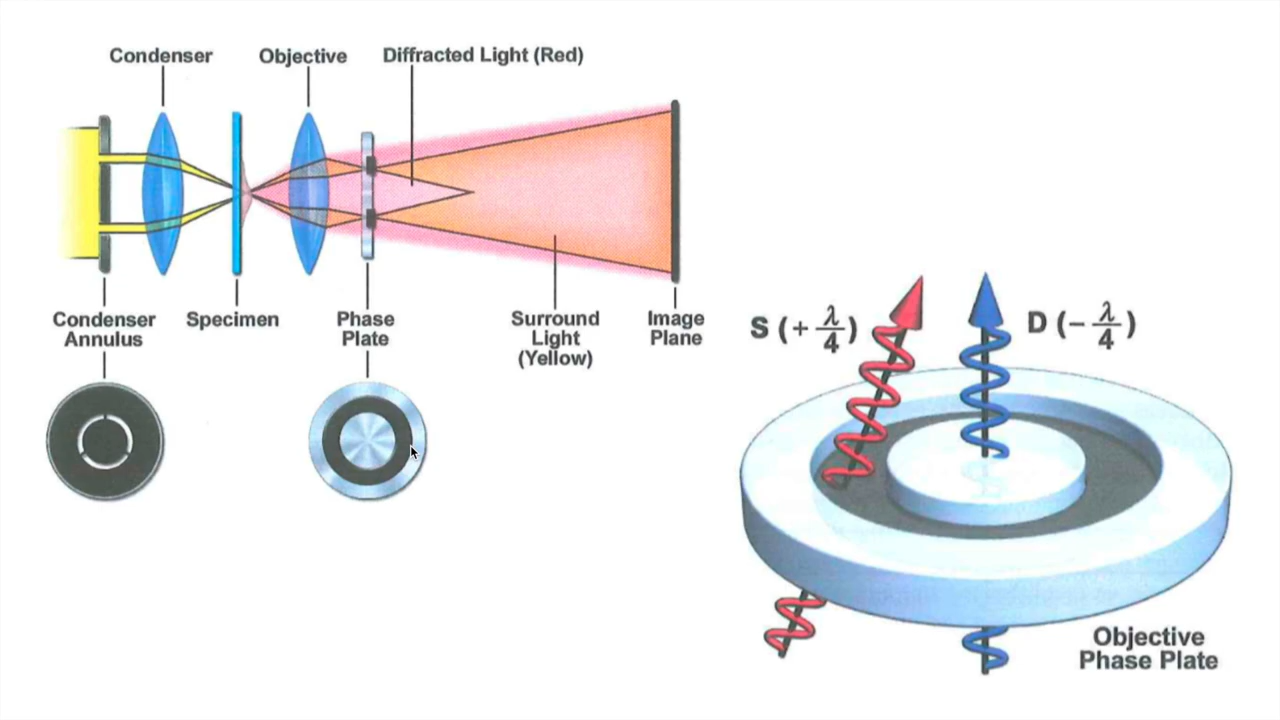 Condenser
Objective
Diffracted Light (Red)
Condenser
Annulus
Specimen
Phase
Plate
Surround
Light
(Yellow)
Image
Plane
S (+ λ/4)
D (− λ/4)
Objective
Phase Plate